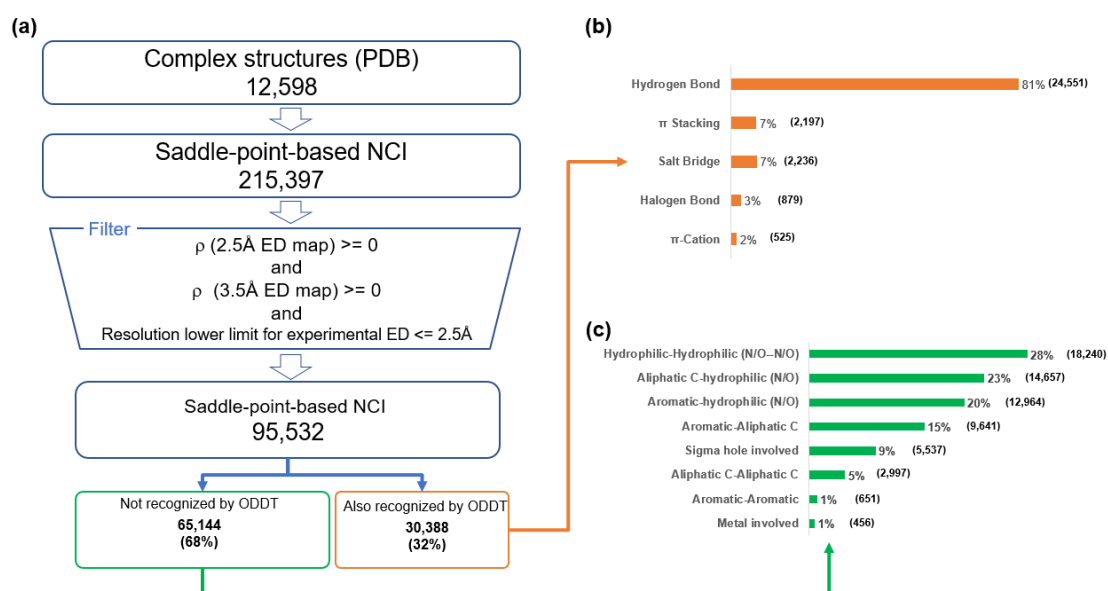 (a)
Complex structures (PDB)
12,598
Saddle-point-based NCI
215,397
Filter
ρ (2.5Å ED map) >= 0
and
ρ (3.5Å ED map) >= 0
and
Resolution lower limit for experimental ED <= 2.5Å
Saddle-point-based NCI
95,532
Not recognized by ODDT
65,144
(68%)
Also recognized by ODDT
30,388
(32%)
(b)
Hydrogen Bond 81% (24,551)
π Stacking 7% (2,197)
Salt Bridge 7% (2,236)
Halogen Bond 3% (879)
π-Cation 2% (525)
(c)
Hydrophilic-Hydrophilic (N/O–N/O) 28% (18,240)
Aliphatic C-hydrophilic (N/O) 23% (14,657)
Aromatic-hydrophilic (N/O) 20% (12,964)
Aromatic-Aliphatic C 15% (9,641)
Sigma hole involved 9% (5,537)
Aliphatic C-Aliphatic C 5% (2,997)
Aromatic-Aromatic 1% (651)
Metal involved 1% (456)